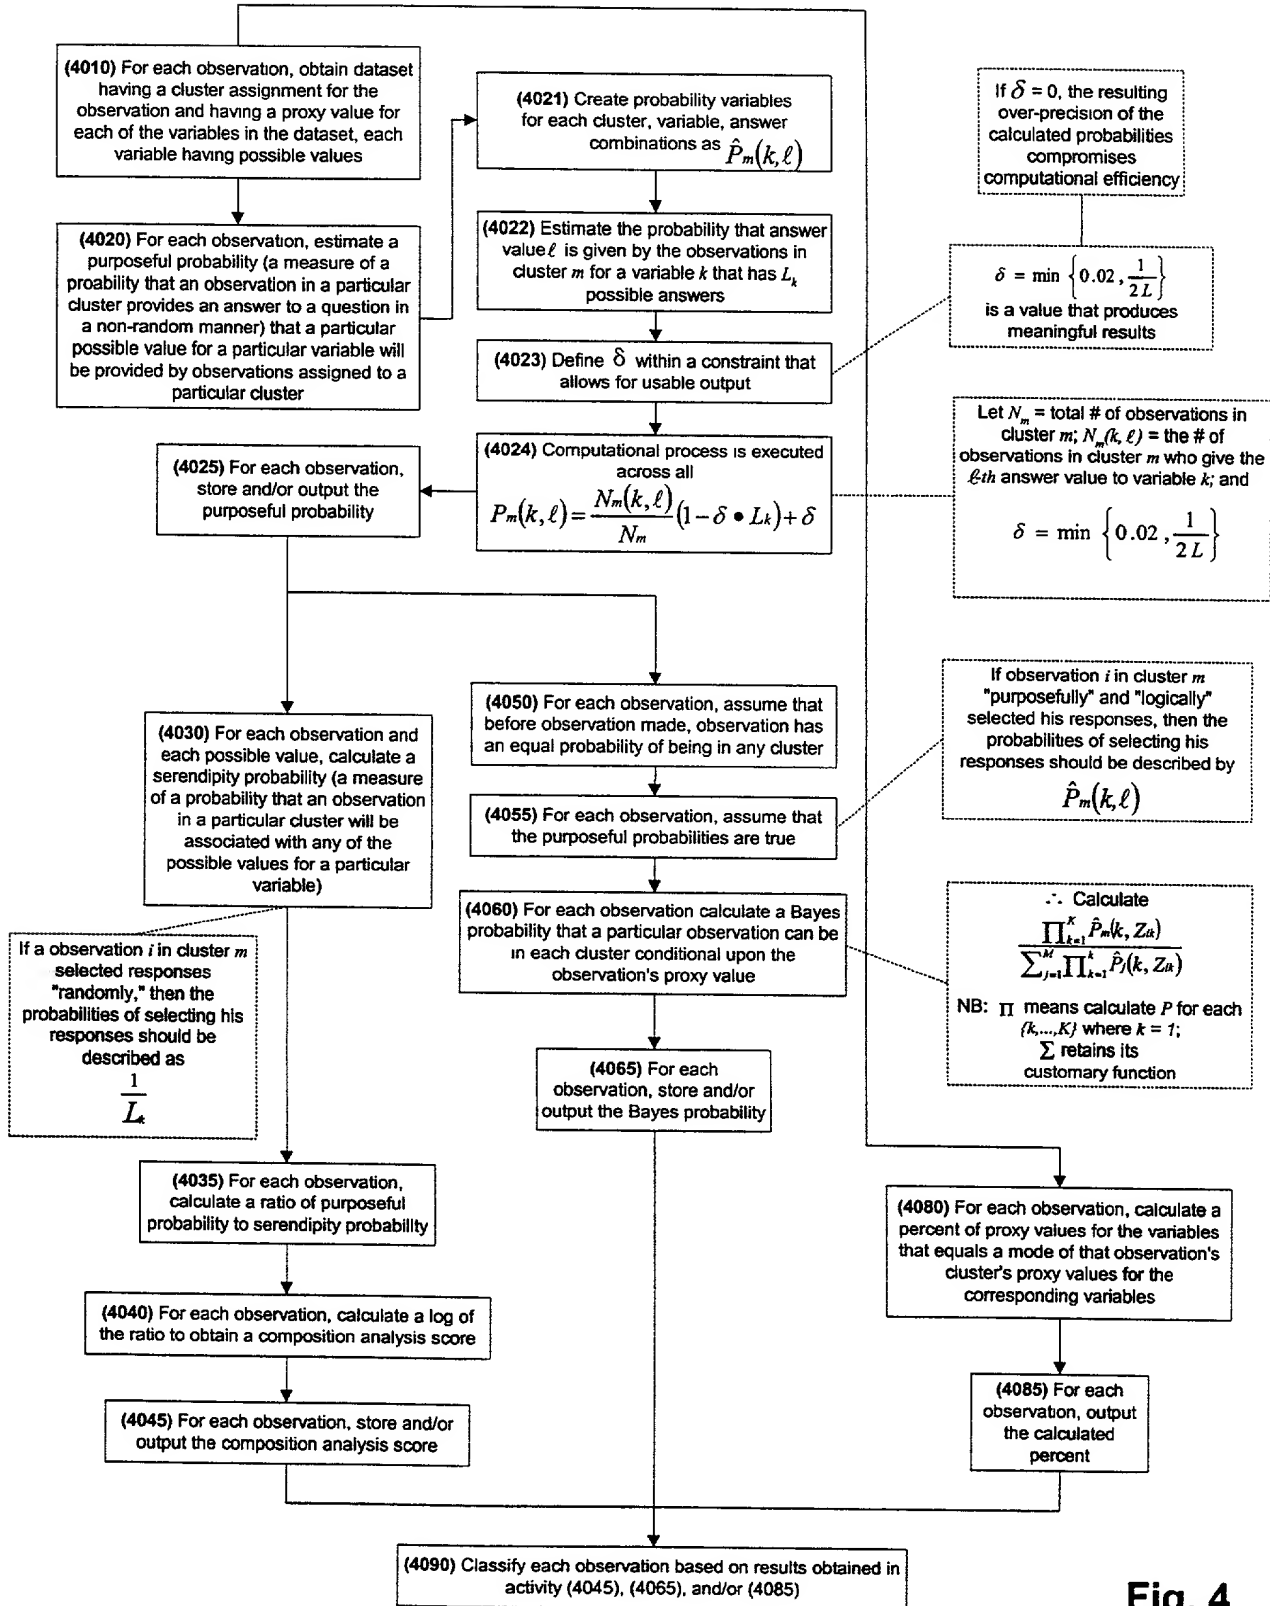 (4010) For each observation, obtain dataset
having a cluster assignment for the
observation and having a proxy value for
each of the variables in the dataset, each
variable having possible values
(4020) For each observation, estimate a
purposeful probability (a measure of a
proability that an observation in a particular
cluster provides an answer to a question in
a non-random manner) that a particular
possible value for a particular variable will
be provided by observations assigned to a
particular cluster
(4021) Create probability variables
for each cluster, variable, answer
combinations as P̂m(k,ℓ)
(4022) Estimate the probability that answer
value ℓ is given by the observations in
cluster m for a variable k that has Lk
possible answers
(4023) Define δ within a constraint that
allows for usable output
(4024) Computational process is executed
across all
Pm(k,ℓ) = Nm(k,ℓ)/Nm (1 − δ • Lk) + δ
(4025) For each observation,
store and/or output the
purposeful probability
If δ = 0, the resulting
over-precision of the
calculated probabilities
compromises
computational efficiency
δ = min {0.02, 1/2L}
is a value that produces
meaningful results
Let Nm = total # of observations in
cluster m; Nm(k, ℓ) = the # of
observations in cluster m who give the
ℓ-th answer value to variable k; and
δ = min {0.02, 1/2L}
(4030) For each observation and
each possible value, calculate a
serendipity probability (a measure
of a probability that an observation
in a particular cluster will be
associated with any of the
possible values for a particular
variable)
If a observation i in cluster m
selected responses
"randomly," then the
probabilities of selecting his
responses should be
described as
1/Lk
(4035) For each observation,
calculate a ratio of purposeful
probability to serendipity probability
(4040) For each observation, calculate a log of
the ratio to obtain a composition analysis score
(4045) For each observation, store and/or
output the composition analysis score
(4050) For each observation, assume that
before observation made, observation has
an equal probability of being in any cluster
(4055) For each observation, assume that
the purposeful probabilities are true
(4060) For each observation calculate a Bayes
probability that a particular observation can be
in each cluster conditional upon the
observation's proxy value
(4065) For each
observation, store and/or
output the Bayes probability
If observation i in cluster m
"purposefully" and "logically"
selected his responses, then the
probabilities of selecting his
responses should be described by
P̂m(k,ℓ)
∴ Calculate
∏k=1^K P̂m(k, Zik)
∑j=1^M ∏k=1^k P̂j(k, Zik)
NB: ∏ means calculate P for each
{k,...,K} where k = 1;
∑ retains its
customary function
(4080) For each observation, calculate a
percent of proxy values for the variables
that equals a mode of that observation's
cluster's proxy values for the
corresponding variables
(4085) For each
observation, output
the calculated
percent
(4090) Classify each observation based on results obtained in
activity (4045), (4065), and/or (4085)
Fig. 4